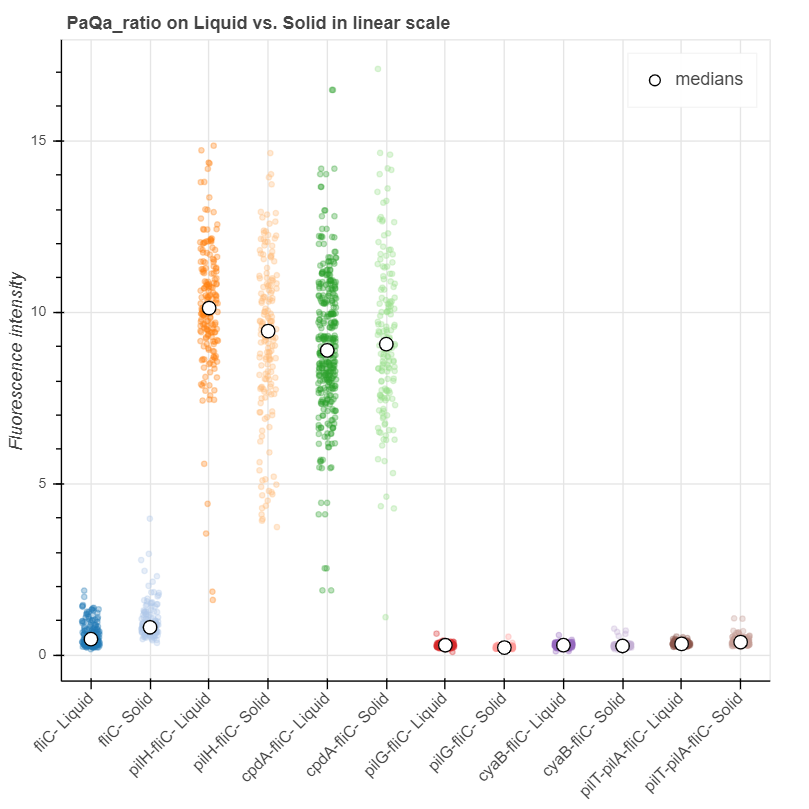 PaQa_ratio on Liquid vs. Solid in linear scale
medians
Fluorescence intensity
15
10
5
0
fliC- Liquid
fliC- Solid
pilH-fliC- Liquid
pilH-fliC- Solid
cpdA-fliC- Liquid
cpdA-fliC- Solid
pilG-fliC- Liquid
pilG-fliC- Solid
cyaB-fliC- Liquid
cyaB-fliC- Solid
pilT-pilA-fliC- Liquid
pilT-pilA-fliC- Solid